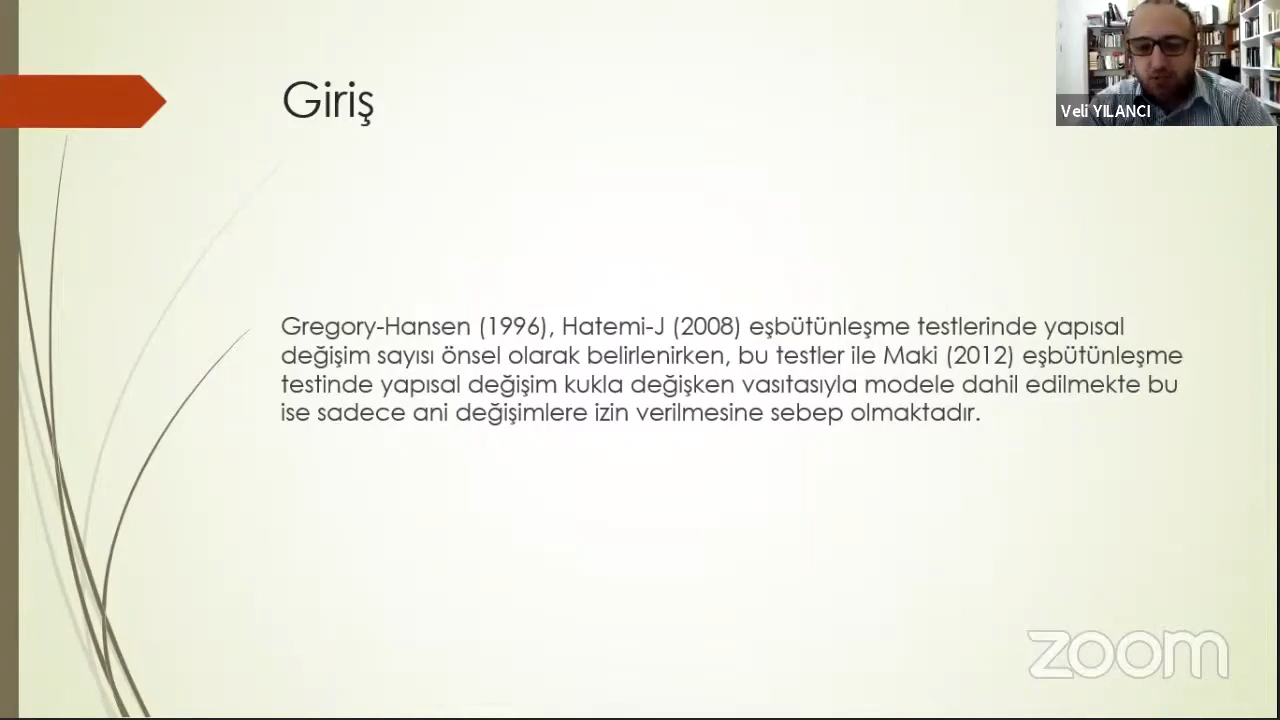 Giriş
Veli YILANCI
Gregory-Hansen (1996), Hatemi-J (2008) eşbütünleşme testlerinde yapısal
değişim sayısı önsel olarak belirlenirken, bu testler ile Maki (2012) eşbütünleşme
testinde yapısal değişim kukla değişken vasıtasıyla modele dahil edilmekte bu
ise sadece ani değişimlere izin verilmesine sebep olmaktadır.
zoom